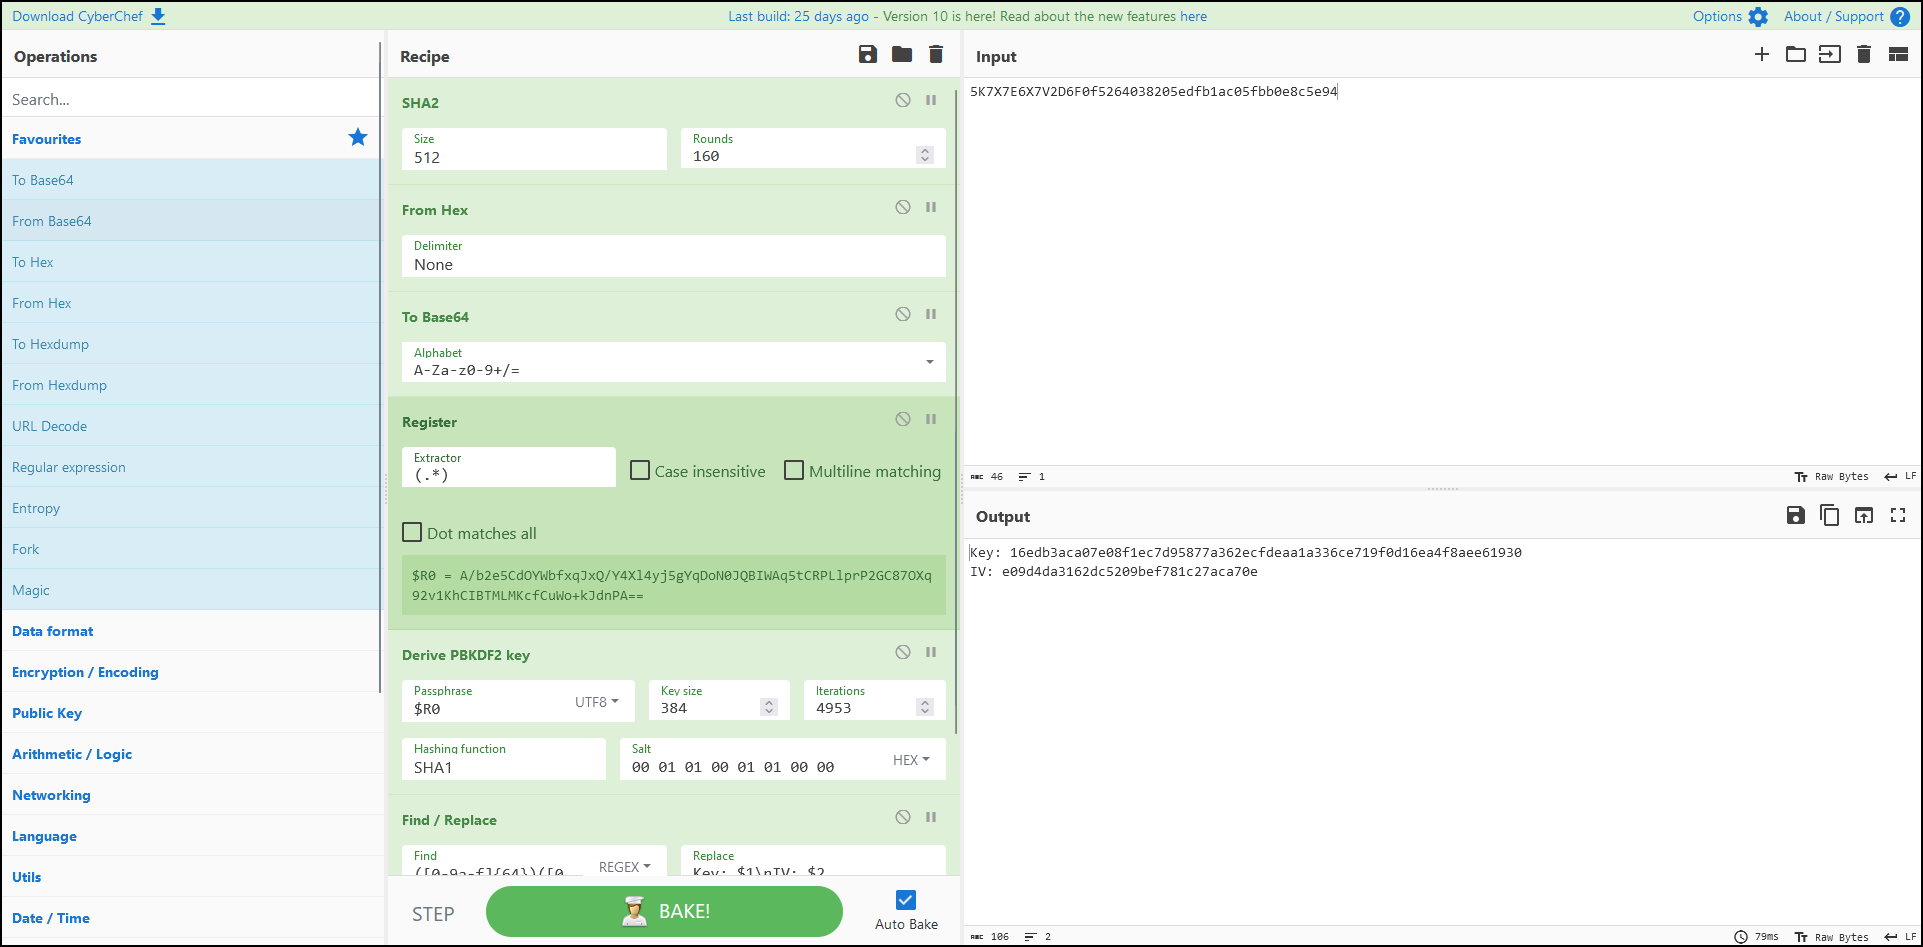 Download CyberChef
Last build: 25 days ago - Version 10 is here! Read about the new features here
Options
About / Support
Operations
Search...
Favourites
To Base64
From Base64
To Hex
From Hex
To Hexdump
From Hexdump
URL Decode
Regular expression
Entropy
Fork
Magic
Data format
Encryption / Encoding
Public Key
Arithmetic / Logic
Networking
Language
Utils
Date / Time
Recipe
SHA2
Size
512
Rounds
160
From Hex
Delimiter
None
To Base64
Alphabet
A-Za-z0-9+/=
Register
Extractor
(.*)
Case insensitive
Multiline matching
Dot matches all
$R0 = A/b2e5CdOYWbfxqJxQ/Y4Xl4yj5gYqDoN0JQBIWAq5tCRPLlprP2GC87OXq
92v1KhCIBTMLMKcfCuWo+kJdnPA==
Derive PBKDF2 key
Passphrase
$R0
UTF8
Key size
384
Iterations
4953
Hashing function
SHA1
Salt
00 01 01 00 01 01 00 00
HEX
Find / Replace
Find
([0-9a-f]{64})([0
REGEX
Replace
Key: $1\nIV: $2
STEP
BAKE!
Auto Bake
Input
5K7X7E6X7V2D6F0f5264038205edfb1ac05fbb0e8c5e94
46
1
Raw Bytes
LF
Output
Key: 16edb3aca07e08f1ec7d95877a362ecfdeaa1a336ce719f0d16ea4f8aee61930
IV: e09d4da3162dc5209bef781c27aca70e
106
2
79ms
Raw Bytes
LF